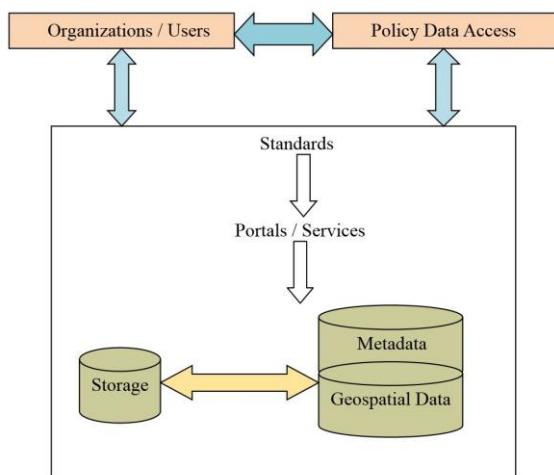 Organizations / Users
Policy Data Access
Standards
Portals / Services
Metadata
Storage
Geospatial Data